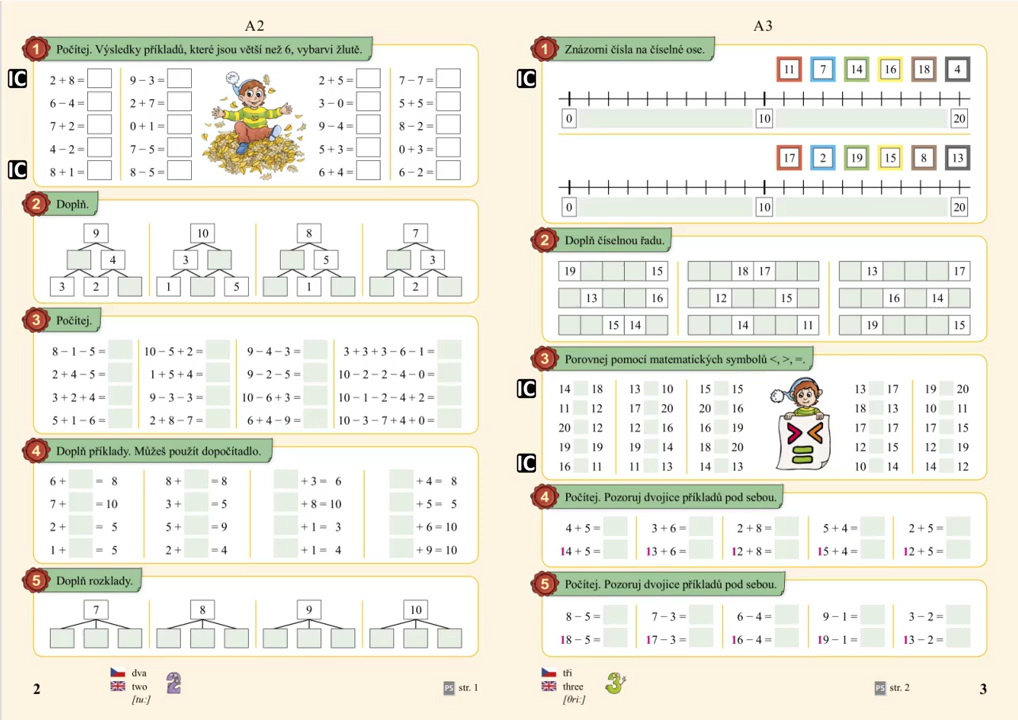 A 2
1 Počítej. Výsledky příkladů, které jsou větší než 6, vybarvi žlutě.
IC
2 + 8 = 9 − 3 = 2 + 5 = 7 − 7 =
6 − 4 = 2 + 7 = 3 − 0 = 5 + 5 =
7 + 2 = 0 + 1 = 9 − 4 = 8 − 2 =
4 − 2 = 7 − 5 = 5 + 3 = 0 + 3 =
IC
8 + 1 = 8 − 5 = 6 + 4 = 6 − 2 =
2 Doplň.
9 10 8 7
4 3 5 3
3 2 1 5 1 2
3 Počítej.
8 − 1 − 5 = 10 − 5 + 2 = 9 − 4 − 3 = 3 + 3 + 3 − 6 − 1 =
2 + 4 − 5 = 1 + 5 + 4 = 9 − 2 − 5 = 10 − 2 − 2 − 4 − 0 =
3 + 2 + 4 = 9 − 3 − 3 = 10 − 6 + 3 = 10 − 1 − 2 − 4 + 2 =
5 + 1 − 6 = 2 + 8 − 7 = 6 + 4 − 9 = 10 − 3 − 7 + 4 + 0 =
4 Doplň příklady. Můžeš použít dopočítadlo.
6 + = 8 8 + = 8 + 3 = 6 + 4 = 8
7 + = 10 3 + = 5 + 8 = 10 + 5 = 5
2 + = 5 5 + = 9 + 1 = 3 + 6 = 10
1 + = 5 2 + = 4 + 1 = 4 + 9 = 10
5 Doplň rozklady.
7 8 9 10
2
dva
two
[tu:]
2
PS str. 1
A 3
1 Znázorni čísla na číselné ose.
IC
11 7 14 16 18 4
0 10 20
17 2 19 15 8 13
0 10 20
2 Doplň číselnou řadu.
19 15 18 17 13 17
13 16 12 15 16 14
15 14 14 11 19 15
3 Porovnej pomocí matematických symbolů <, >, =.
IC
14 18 13 10 15 15 13 17 19 20
11 12 17 20 20 16 18 13 10 11
20 12 12 16 16 19 17 17 17 15
19 19 19 14 18 20 12 15 12 19
IC
16 11 11 13 14 13 10 14 14 12
> <
=
4 Počítej. Pozoruj dvojice příkladů pod sebou.
4 + 5 = 3 + 6 = 2 + 8 = 5 + 4 = 2 + 5 =
14 + 5 = 13 + 6 = 12 + 8 = 15 + 4 = 12 + 5 =
5 Počítej. Pozoruj dvojice příkladů pod sebou.
8 − 5 = 7 − 3 = 6 − 4 = 9 − 1 = 3 − 2 =
18 − 5 = 17 − 3 = 16 − 4 = 19 − 1 = 13 − 2 =
tři
three
[θri:]
3
PS str. 2
3